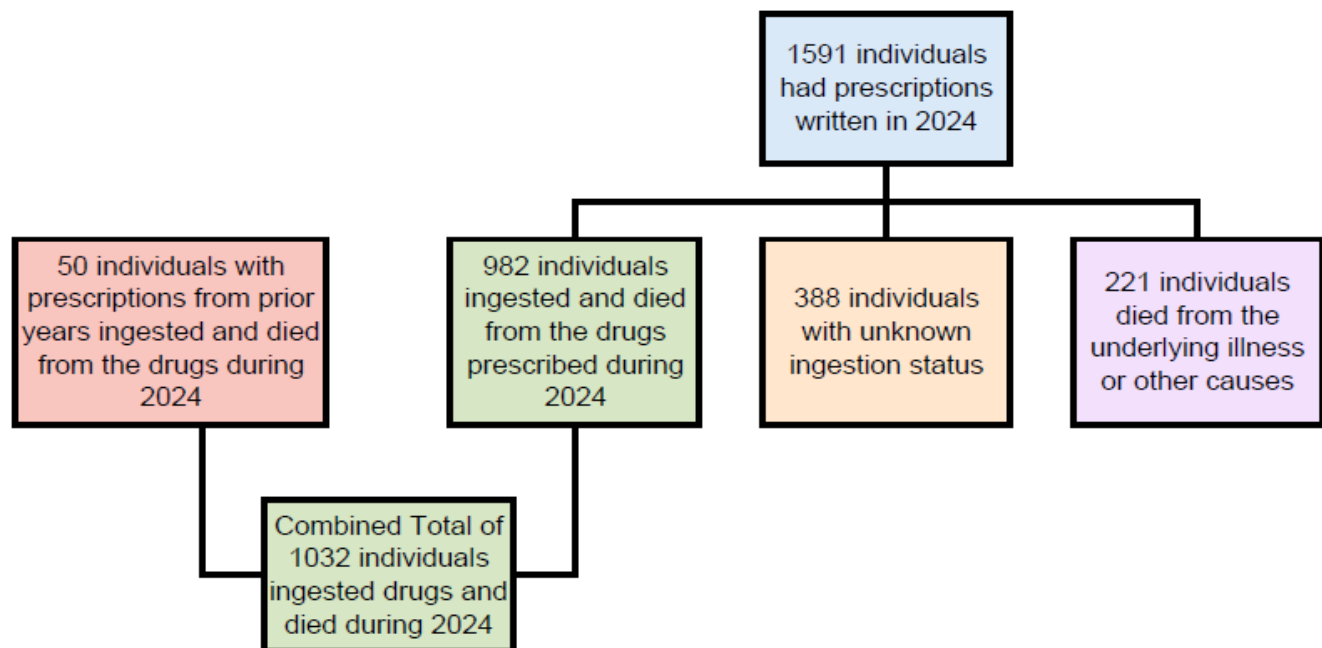 1591 individuals
had prescriptions
written in 2024
50 individuals with
prescriptions from prior
years ingested and died
from the drugs during
2024
982 individuals
ingested and died
from the drugs
prescribed during
2024
388 individuals
with unknown
ingestion status
221 individuals
died from the
underlying illness
or other causes
Combined Total of
1032 individuals
ingested drugs and
died during 2024